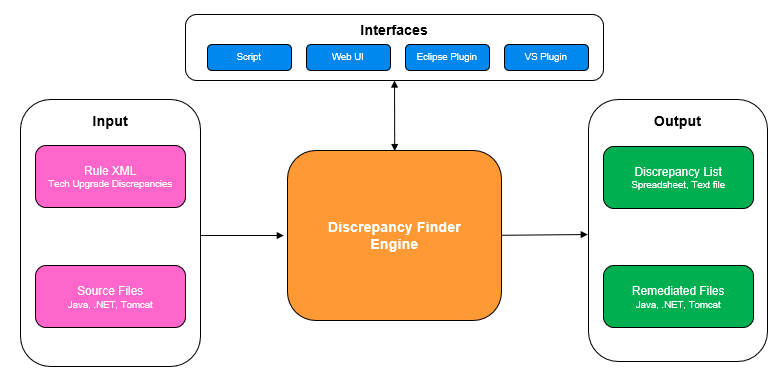 Interfaces
Script
Web UI
Eclipse Plugin
VS Plugin
Input
Rule XML
Tech Upgrade Discrepancies
Source Files
Java, .NET, Tomcat
Discrepancy Finder
Engine
Output
Discrepancy List
Spreadsheet, Text file
Remediated Files
Java, .NET, Tomcat